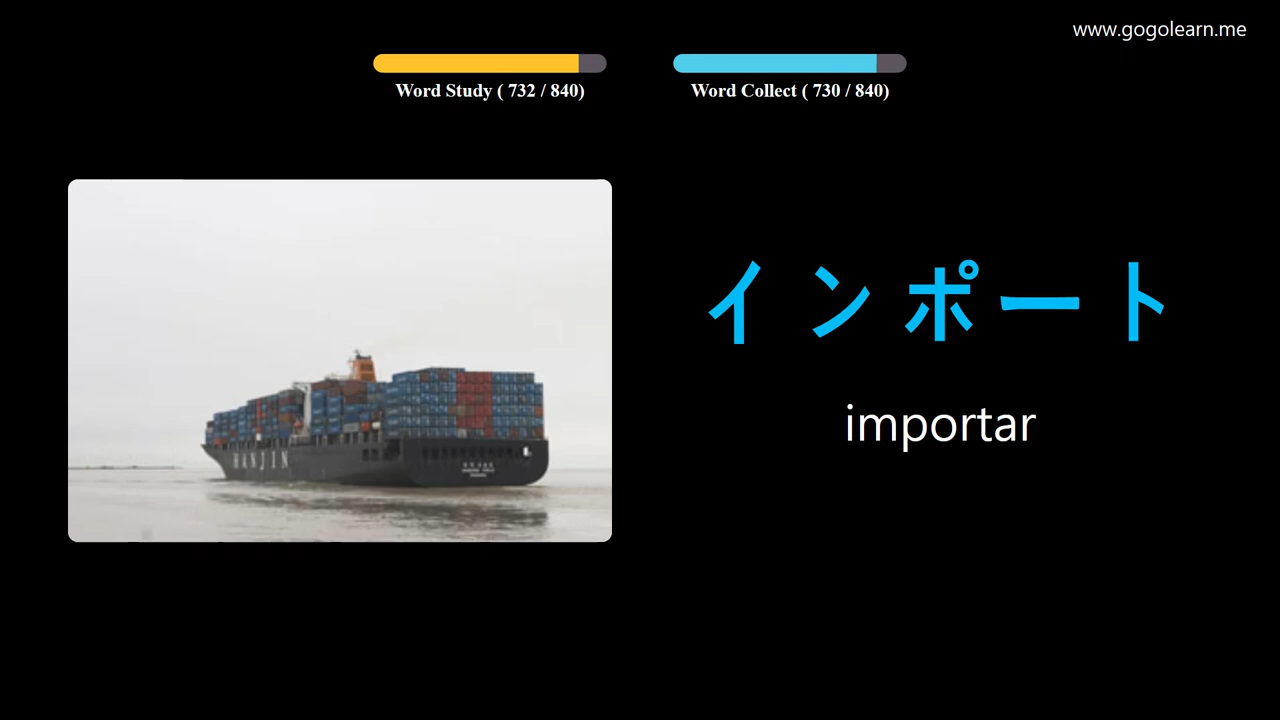 www.gogolearn.me
Word Study ( 732 / 840)
Word Collect ( 730 / 840)
インポート
importar
HANJIN